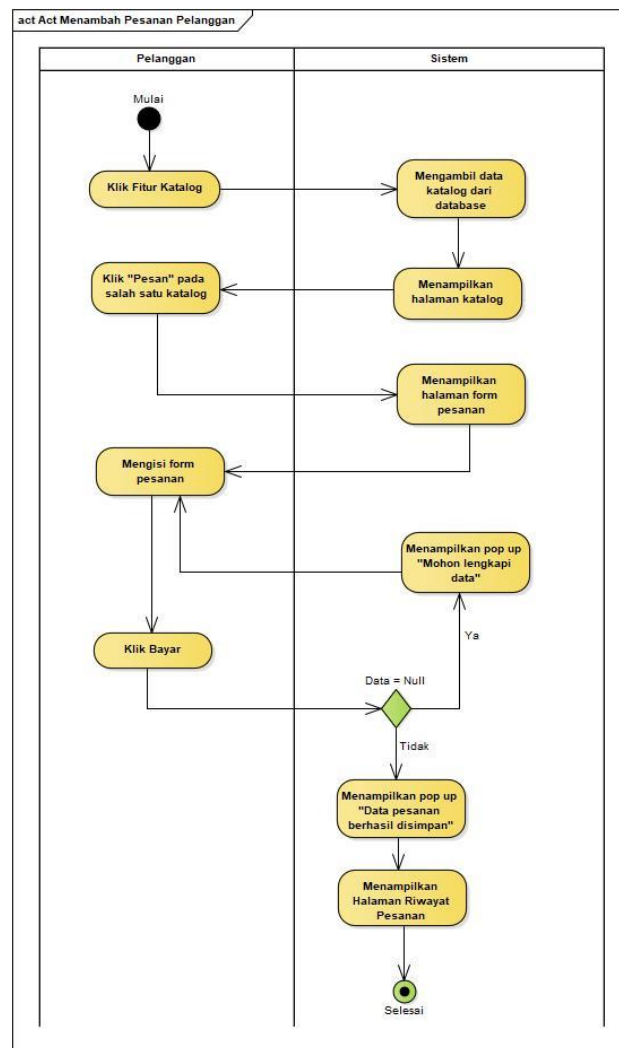 act Act Menambah Pesanan Pelanggan
Pelanggan
Sistem
Mulai
Klik Fitur Katalog
Mengambil data
katalog dari
database
Klik "Pesan" pada
salah satu katalog
Menampilkan
halaman katalog
Menampilkan
halaman form
pesanan
Mengisi form
pesanan
Menampilkan pop up
"Mohon lengkapi
data"
Ya
Klik Bayar
Data = Null
Tidak
Menampilkan pop up
"Data pesanan
berhasil disimpan"
Menampilkan
Halaman Riwayat
Pesanan
Selesai